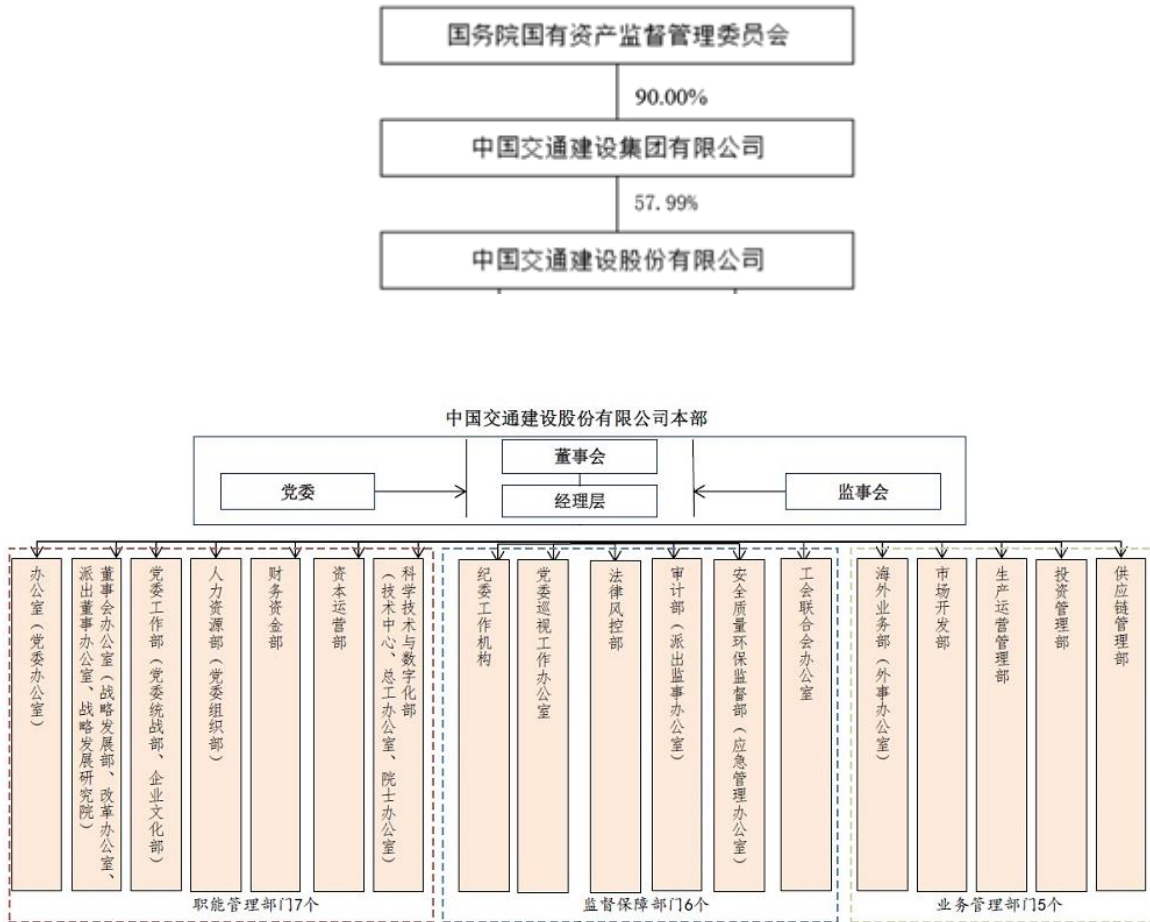 国务院国有资产监督管理委员会
90.00%
中国交通建设集团有限公司
57.99%
中国交通建设股份有限公司
中国交通建设股份有限公司本部
董事会
党委
经理层
监事会
办公室（党委办公室）
董事会办公室（战略发展部、改革办公室、
派出董事办公室、战略发展研究院）
党委工作部（党委统战部、企业文化部）
人力资源部（党委组织部）
财务资金部
资本运营部
科学技术与数字化部
（技术中心、总工办公室、院士办公室）
纪委工作机构
党委巡视工作办公室
法律风控部
审计部（派出监事办公室）
安全质量环保监督部（应急管理办公室）
工会联合会办公室
海外业务部（外事办公室）
市场开发部
生产运营管理部
投资管理部
供应链管理部
职能管理部门7个
监督保障部门6个
业务管理部门5个